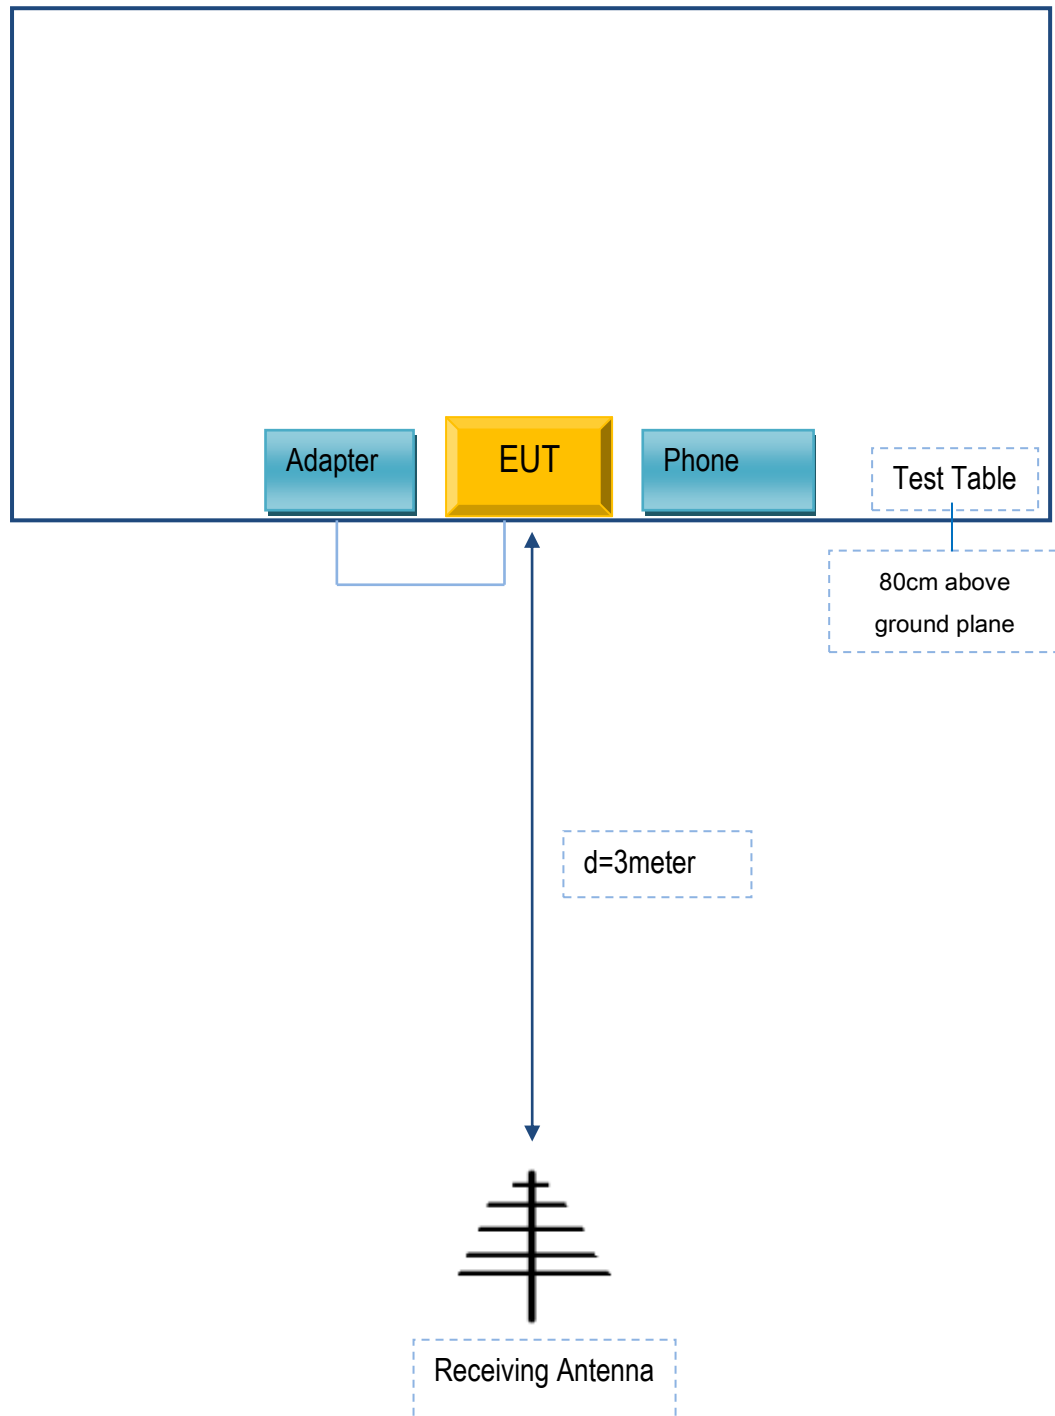 Adapter
EUT
Phone
Test Table
80cm above
ground plane
d=3meter
Receiving Antenna